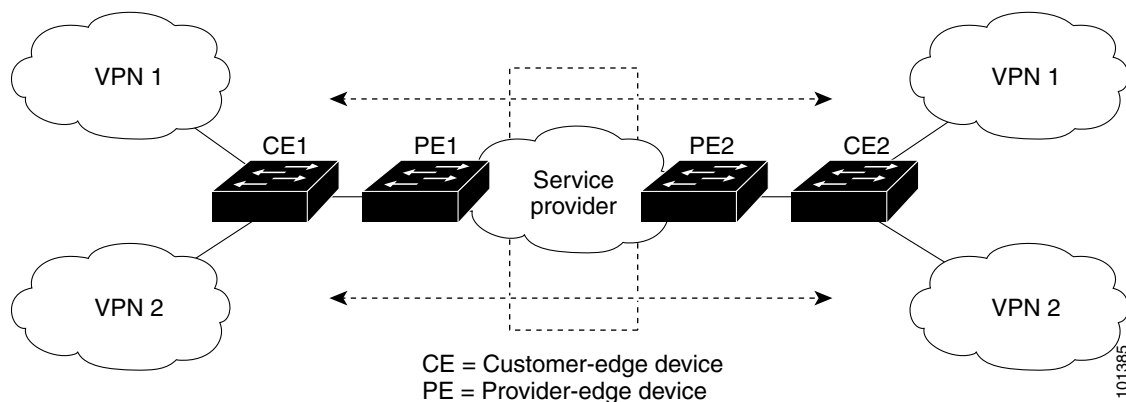 VPN 1
VPN 1
CE1
PE1
PE2
CE2
Service
provider
VPN 2
VPN 2
CE = Customer-edge device
PE = Provider-edge device
101385